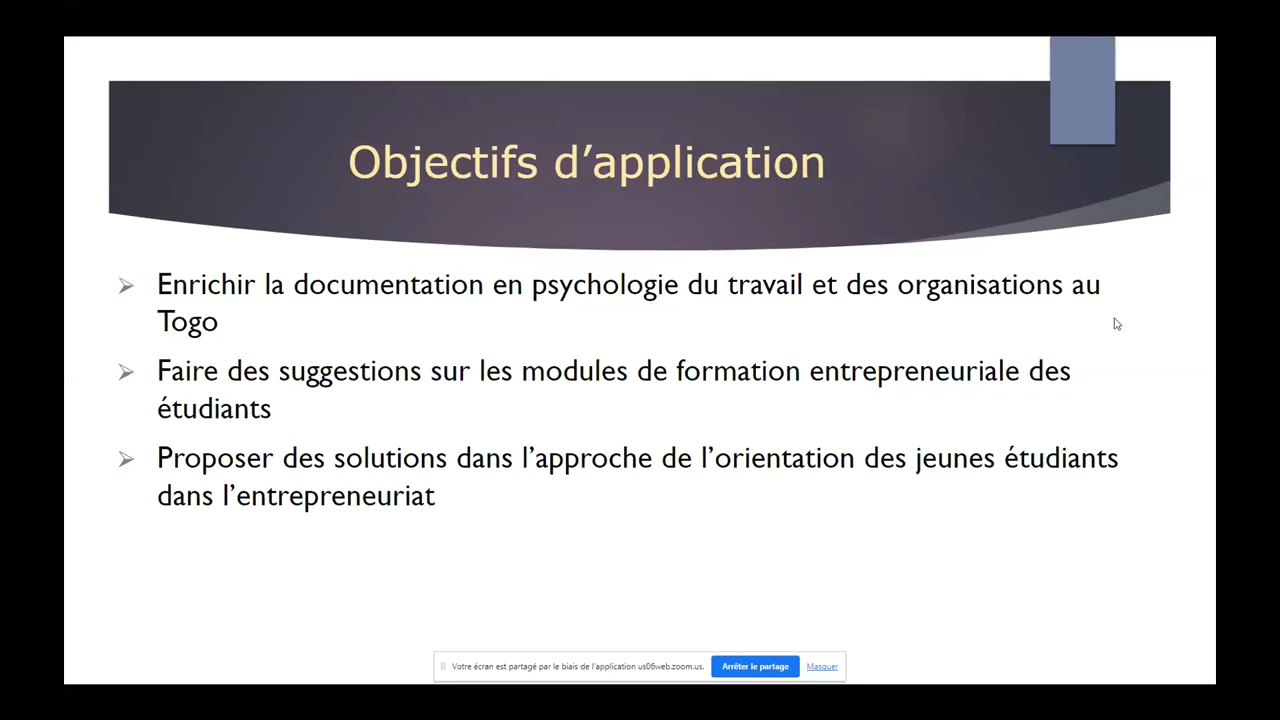 Objectifs d’application
Enrichir la documentation en psychologie du travail et des organisations au
Togo
Faire des suggestions sur les modules de formation entrepreneuriale des
étudiants
Proposer des solutions dans l’approche de l’orientation des jeunes étudiants
dans l’entrepreneuriat
Votre écran est partagé par le biais de l'application us06web.zoom.us. Arrêter le partage Masquer